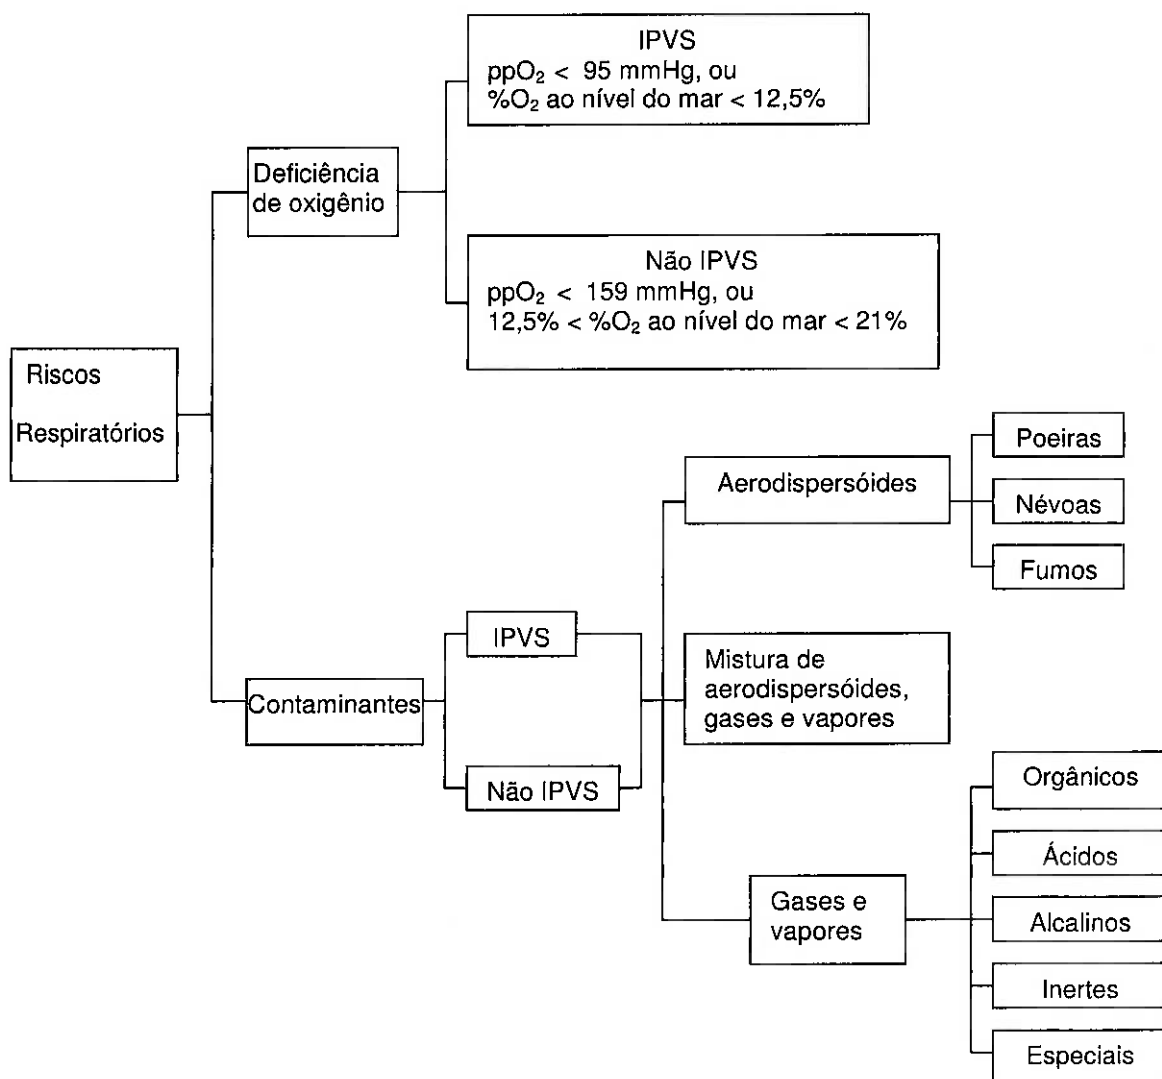 IPVS
ppO₂ < 95 mmHg, ou
%O₂ ao nível do mar < 12,5%
Deficiência
de oxigênio
Não IPVS
ppO₂ < 159 mmHg, ou
12,5% < %O₂ ao nível do mar < 21%
Riscos
Respiratórios
Contaminantes
IPVS
Não IPVS
Aerodispersóides
Poeiras
Névoas
Fumos
Mistura de
aerodispersóides,
gases e vapores
Gases e
vapores
Orgânicos
Ácidos
Alcalinos
Inertes
Especiais